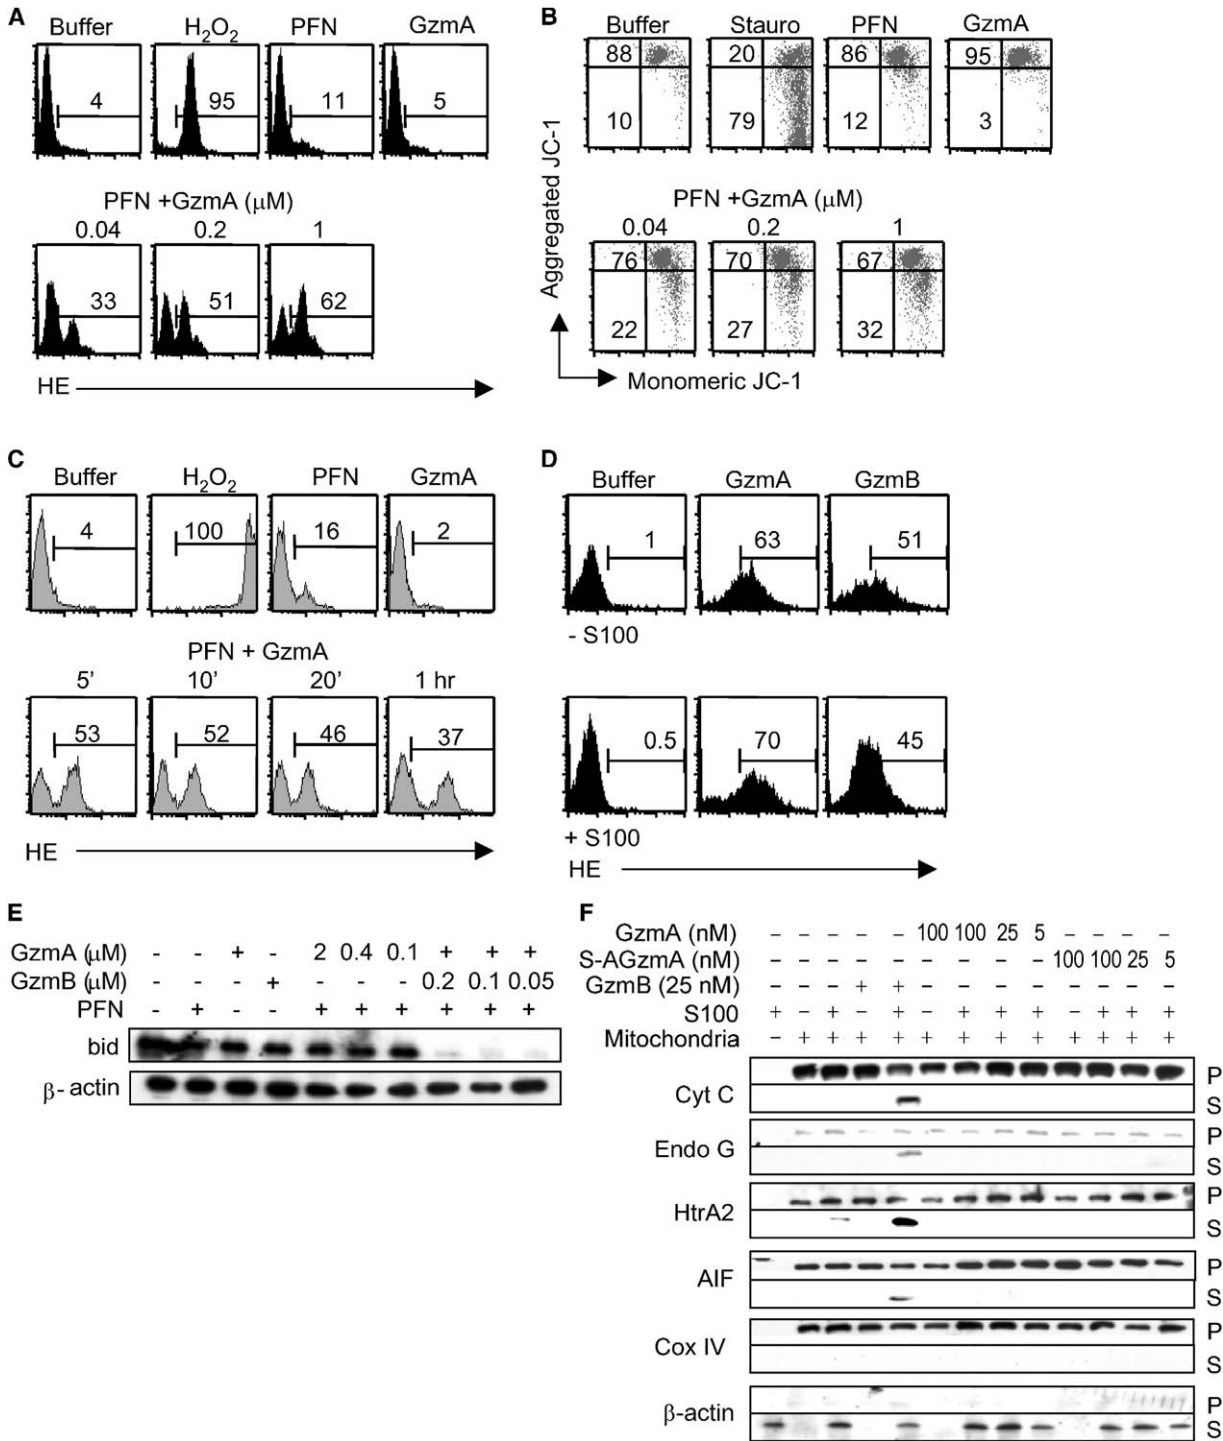 A
Buffer H2O2 PFN GzmA
4 95 11 5
PFN +GzmA (μM)
0.04 0.2 1
33 51 62
HE
B
Buffer Stauro PFN GzmA
88 20 86 95
10 79 12 3
PFN +GzmA (μM)
0.04 0.2 1
76 70 67
22 27 32
Aggregated JC-1
Monomeric JC-1
C
Buffer H2O2 PFN GzmA
4 100 16 2
PFN + GzmA
5' 10' 20' 1 hr
53 52 46 37
HE
D
Buffer GzmA GzmB
1 63 51
- S100
0.5 70 45
+ S100
HE
E
GzmA (μM) - - + - 2 0.4 0.1 + + +
GzmB (μM) - - - + - - - 0.2 0.1 0.05
PFN - + - - + + + + + +
bid
β- actin
F
GzmA (nM) – – – – – 100 100 25 5 – – – –
S-AGzmA (nM) – – – – – – – – – 100 100 25 5
GzmB (25 nM) – – – + + – – – – – – – –
S100 + – + – + – + + + – + + +
Mitochondria – + + + + + + + + + + + +
Cyt C P
S
Endo G P
S
HtrA2 P
S
AIF P
S
Cox IV P
S
β-actin P
S